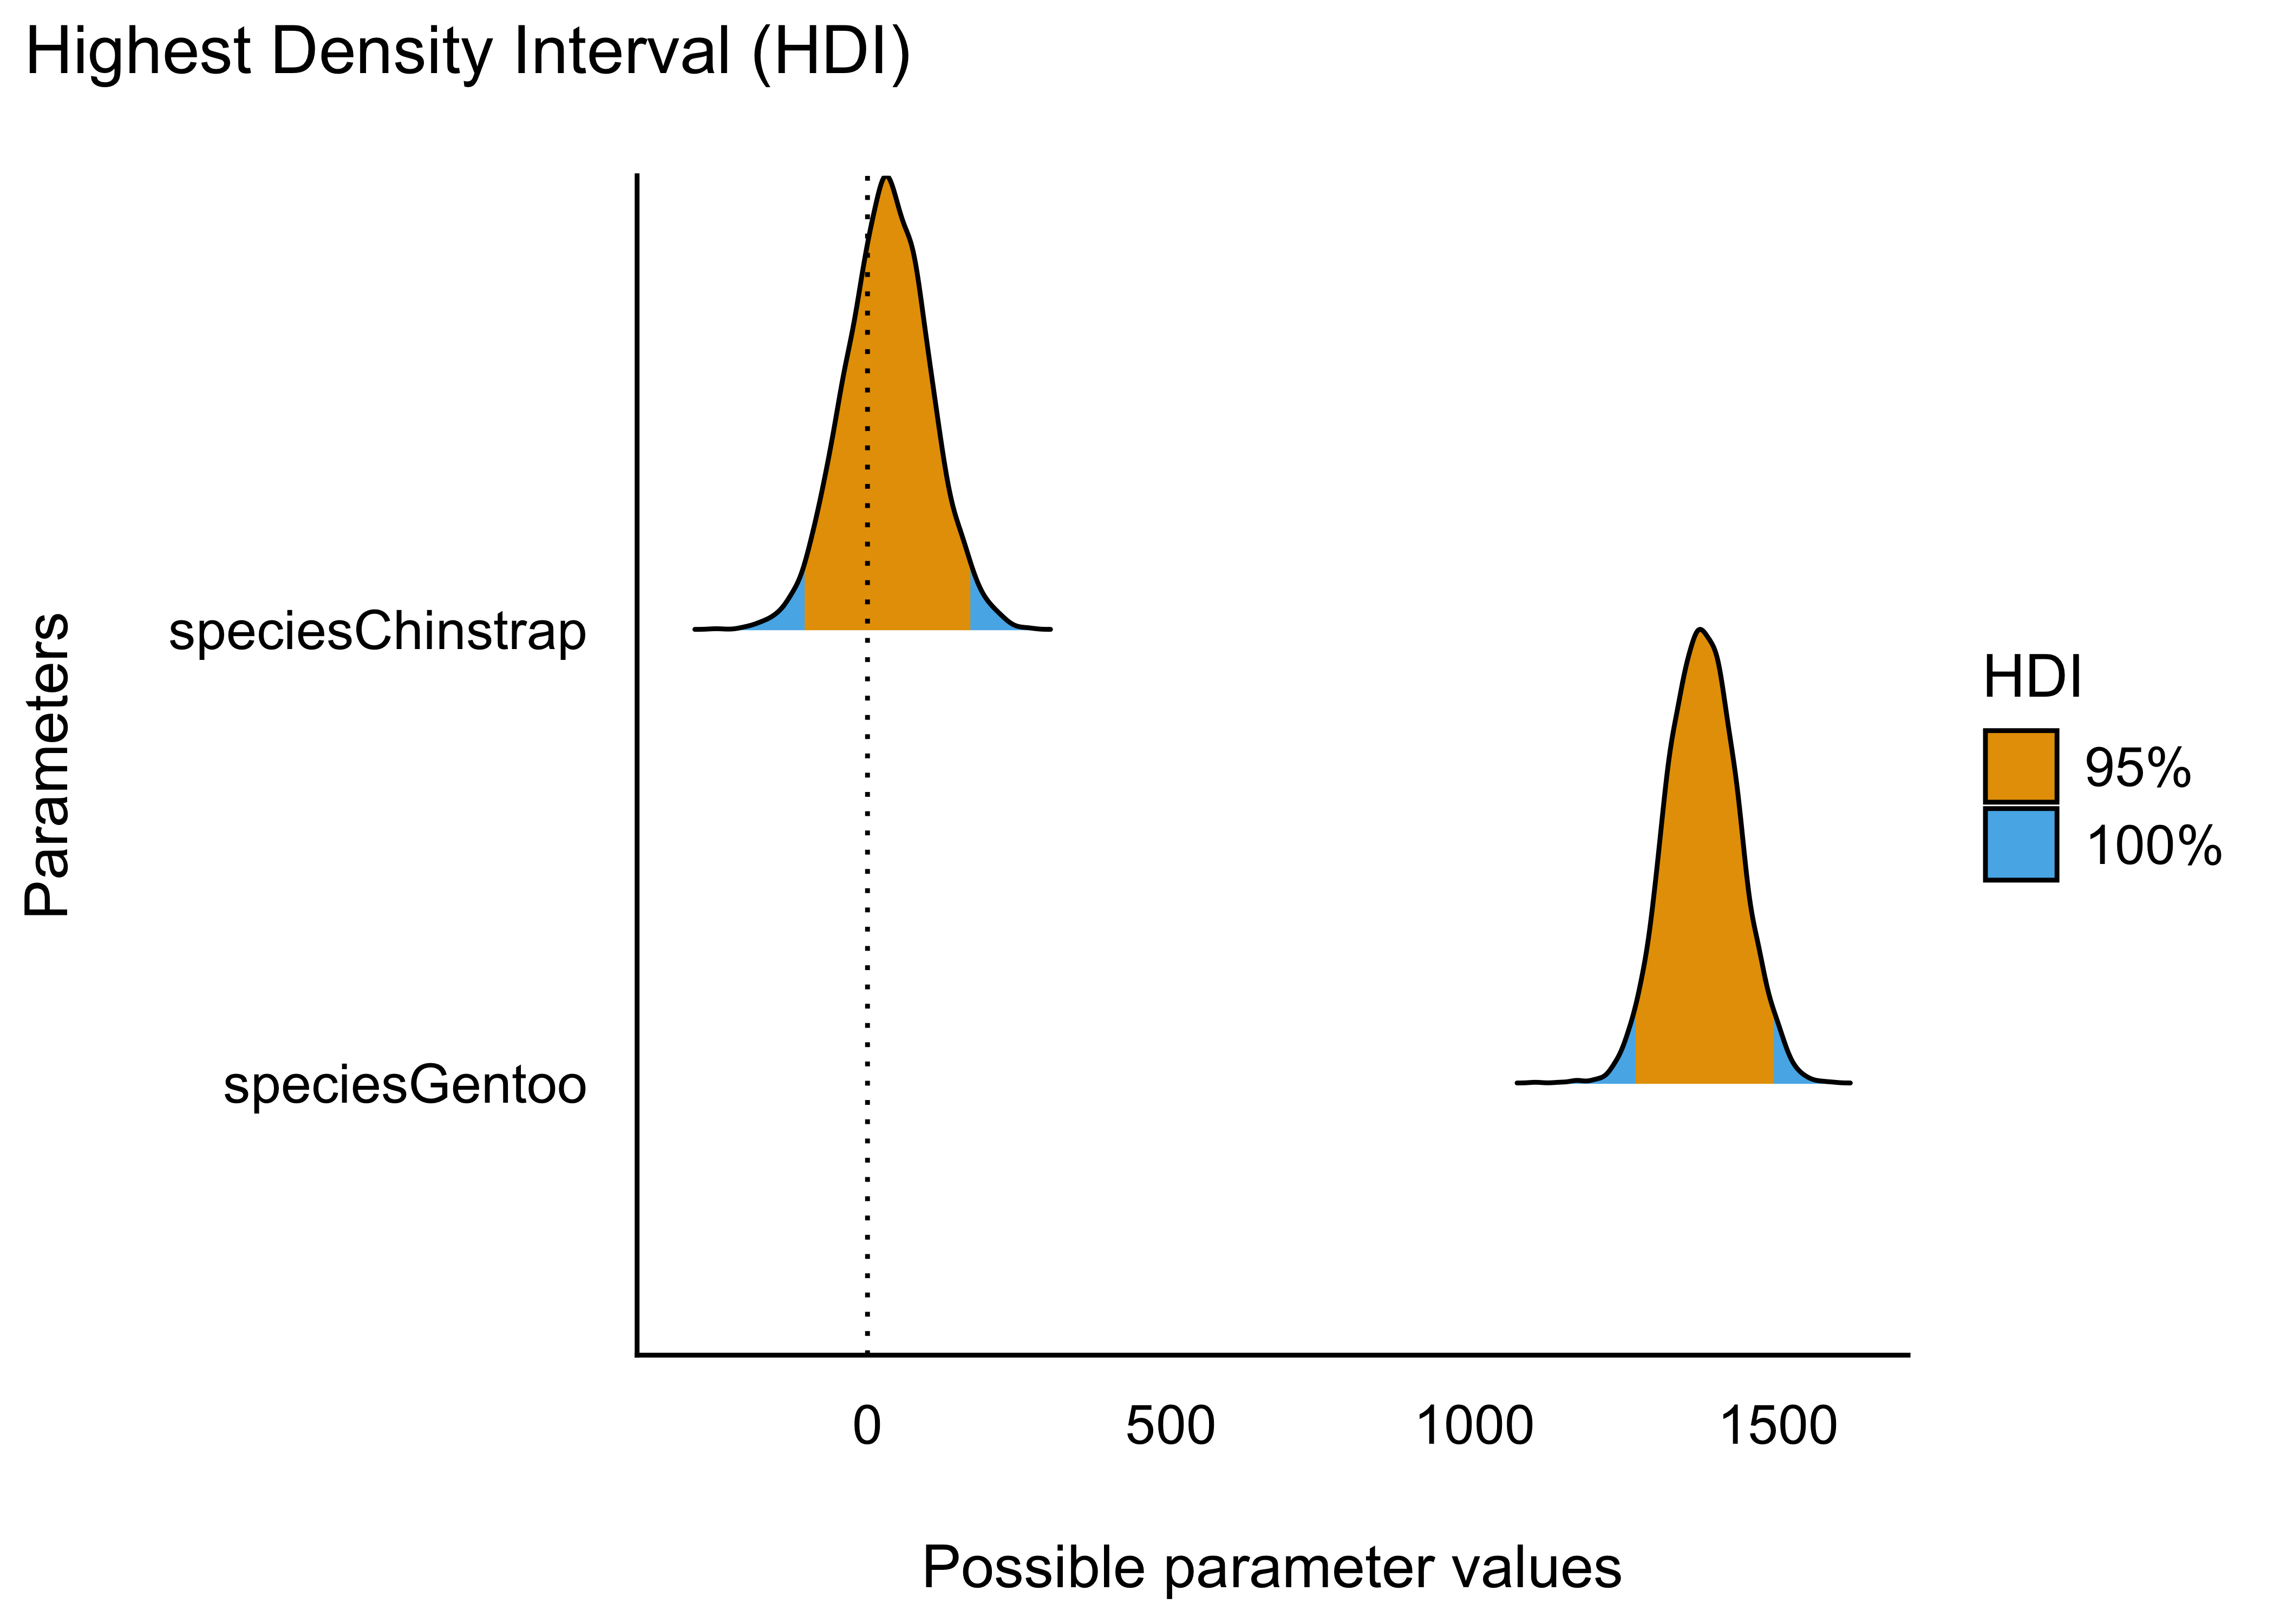 Highest Density Interval (HDI)
Parameters
speciesChinstrap
speciesGentoo
HDI
95%
100%
0 500 1000 1500
Possible parameter values